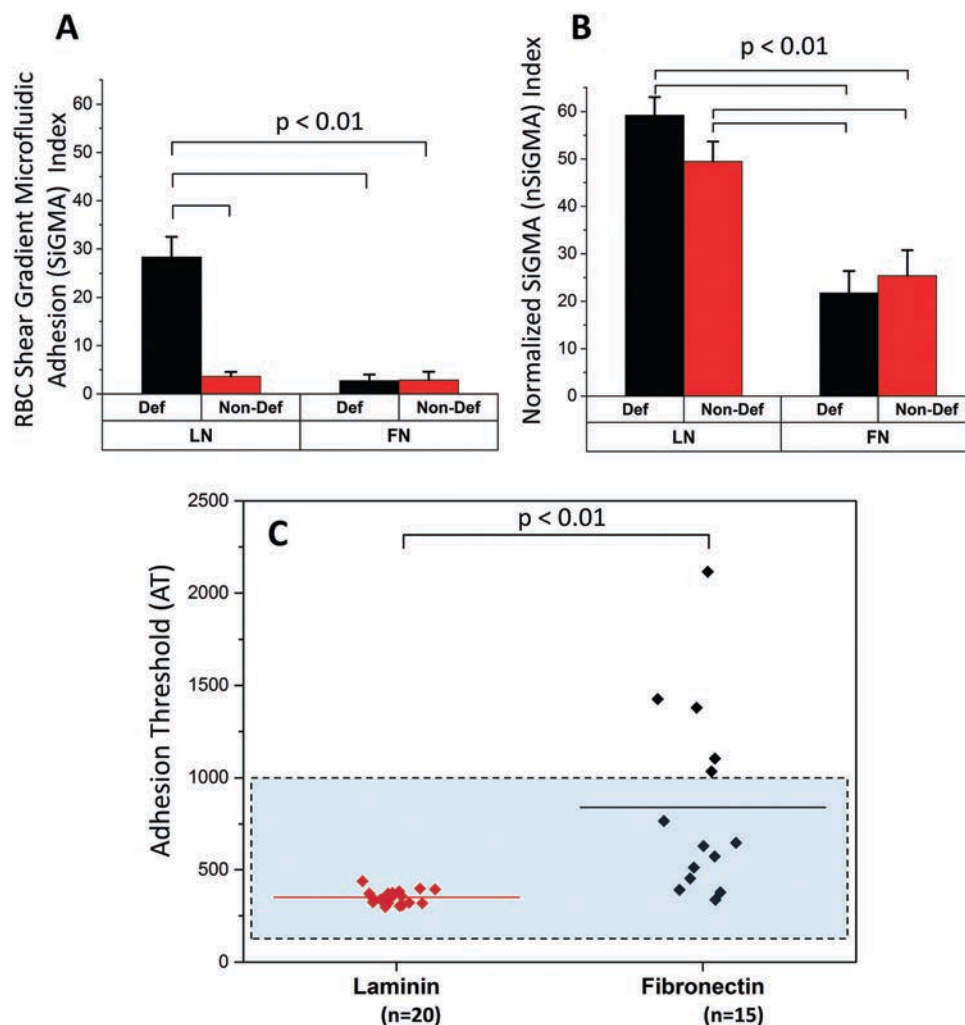 A
RBC Shear Gradient Microfluidic
Adhesion (SiGMA) Index
60
50
40
30
20
10
0
p < 0.01
Def Non-Def Def Non-Def
LN FN
B
Normalized SiGMA (nSiGMA) Index
60
50
40
30
20
10
0
p < 0.01
Def Non-Def Def Non-Def
LN FN
C
Adhesion Threshold (AT)
2500
2000
1500
1000
500
0
p < 0.01
Laminin Fibronectin
(n=20) (n=15)